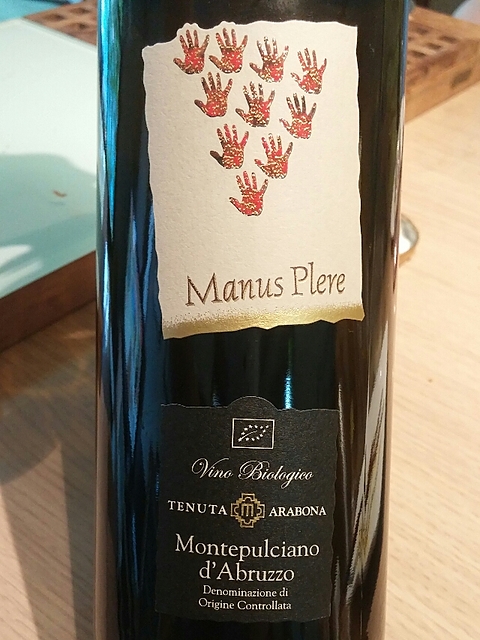 Manus Plere
Vino Biologico
TENUTA M ARABONA
Montepulciano
d'Abruzzo
Denominazione di
Origine Controllata